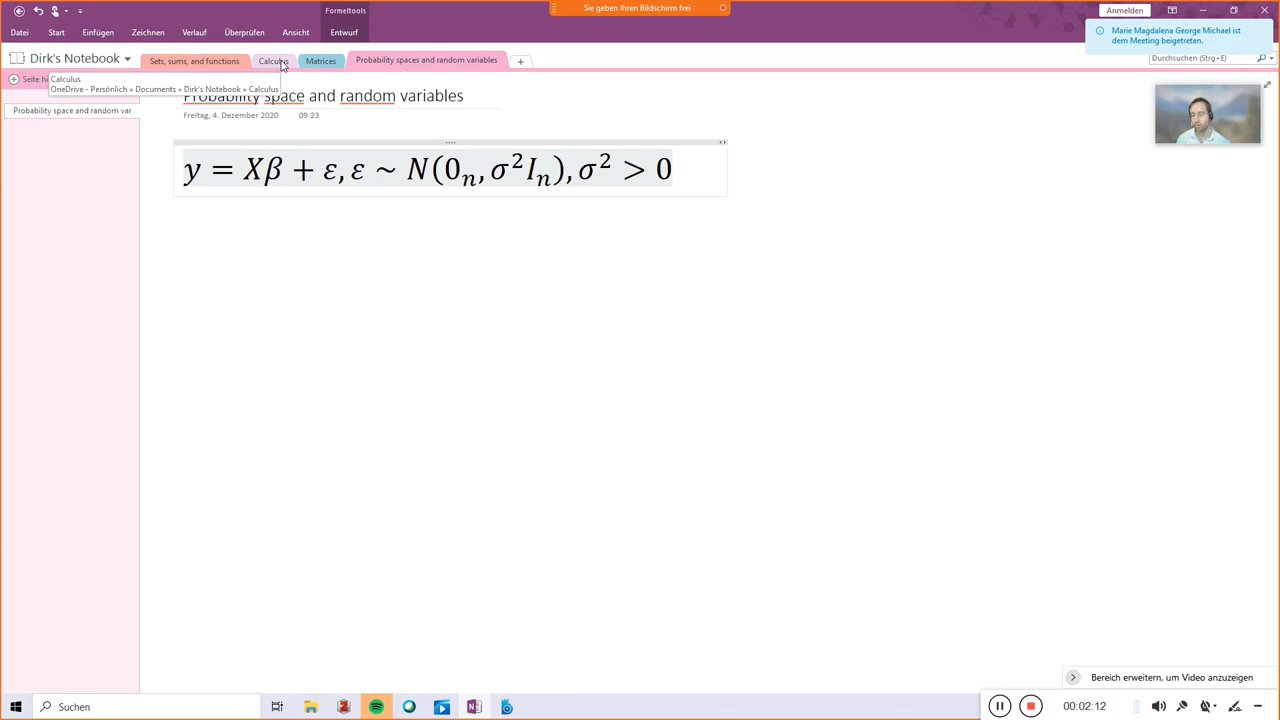 Formeltools
Sie geben Ihren Bildschirm frei
Anmelden
Datei Start Einfügen Zeichnen Verlauf Überprüfen Ansicht Entwurf
Marie Magdalena George Michael ist
dem Meeting beigetreten.
Dirk's Notebook Sets, sums, and functions Calculus Matrices Probability spaces and random variables +
Durchsuchen (Strg+E)
Seite hi
Calculus
OneDrive - Persönlich » Documents » Dirk's Notebook » Calculus
Probability space and random variables
Probability space and random var
Freitag, 4. Dezember 2020 09:23
y = Xβ + ε, ε ~ N(0ₙ, σ²Iₙ), σ² > 0
Bereich erweitern, um Video anzuzeigen
Suchen
00:02:12